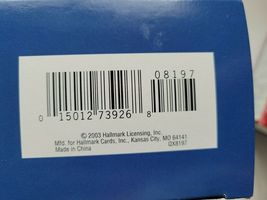 08197
0 15012 73926 8
© 2003 Hallmark Licensing, Inc.
Mfd. for Hallmark Cards, Inc., Kansas City, MO 64141
Made in China QX8197